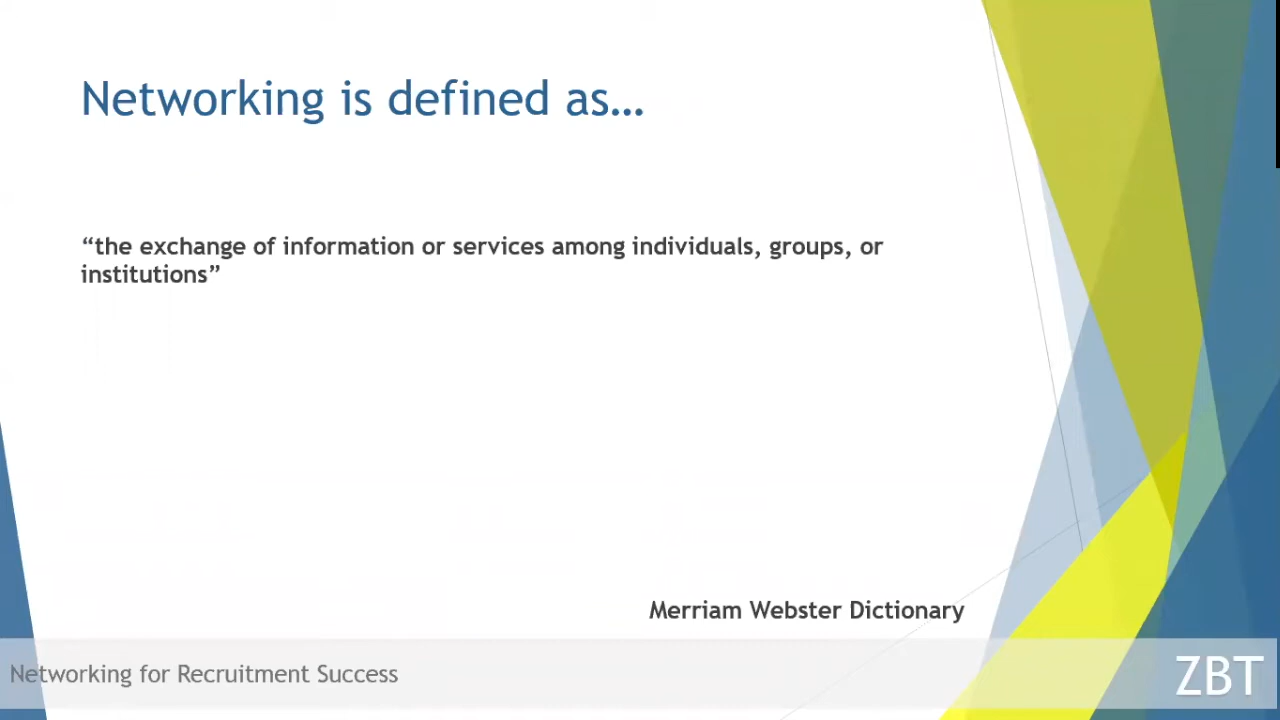 Networking is defined as…
“the exchange of information or services among individuals, groups, or
institutions”
Merriam Webster Dictionary
Networking for Recruitment Success
ZBT